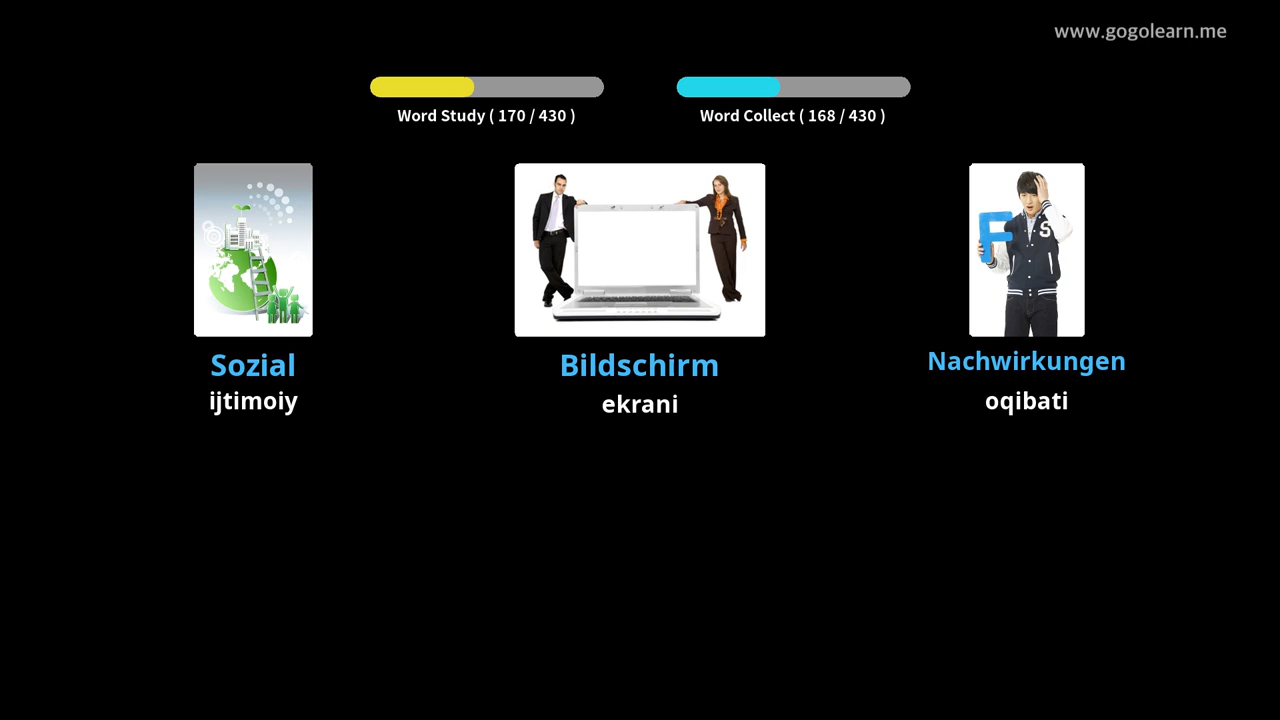 www.gogolearn.me
Word Study ( 170 / 430 )
Word Collect ( 168 / 430 )
F
S
Sozial
Bildschirm
Nachwirkungen
ijtimoiy
ekrani
oqibati